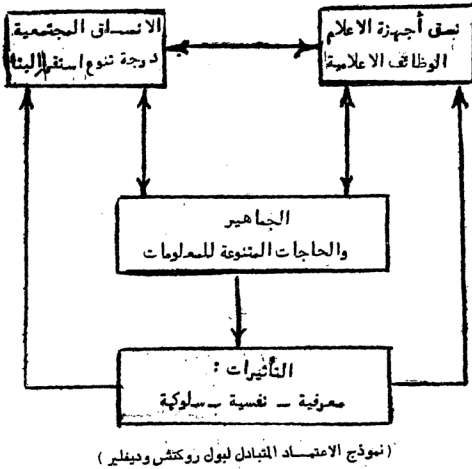 الانساق المجتمعية
درجة تنوع استقرار البناء
نسق أجهزة الاعلام
الوظائف الاعلامية
الجماهير
والحاجات المتنوعة للمعلومات
التأثيرات :
معرفية – نفسية – سلوكية
( نموذج الاعتمـاد المتبادل لبول روكتش وديفلير )